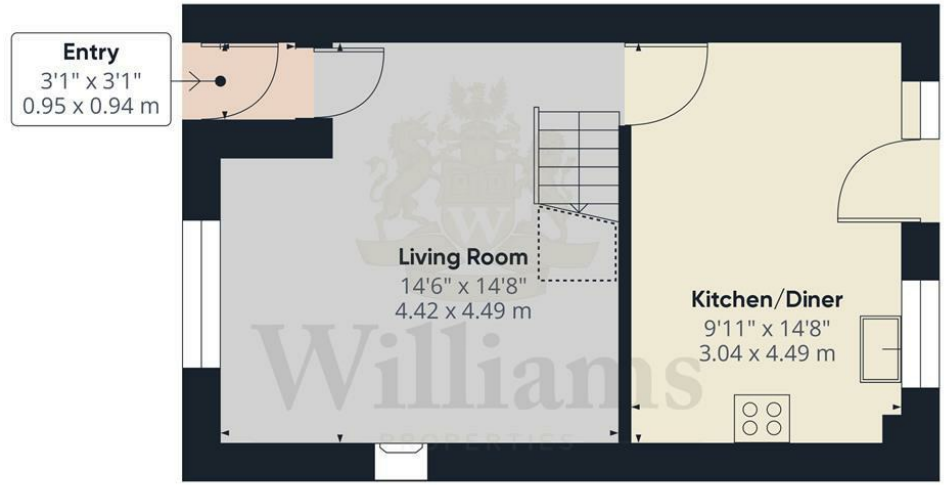 Entry
3'1" x 3'1"
0.95 x 0.94 m
Living Room
14'6" x 14'8"
4.42 x 4.49 m
Kitchen/Diner
9'11" x 14'8"
3.04 x 4.49 m
W
Williams
PROPERTIES